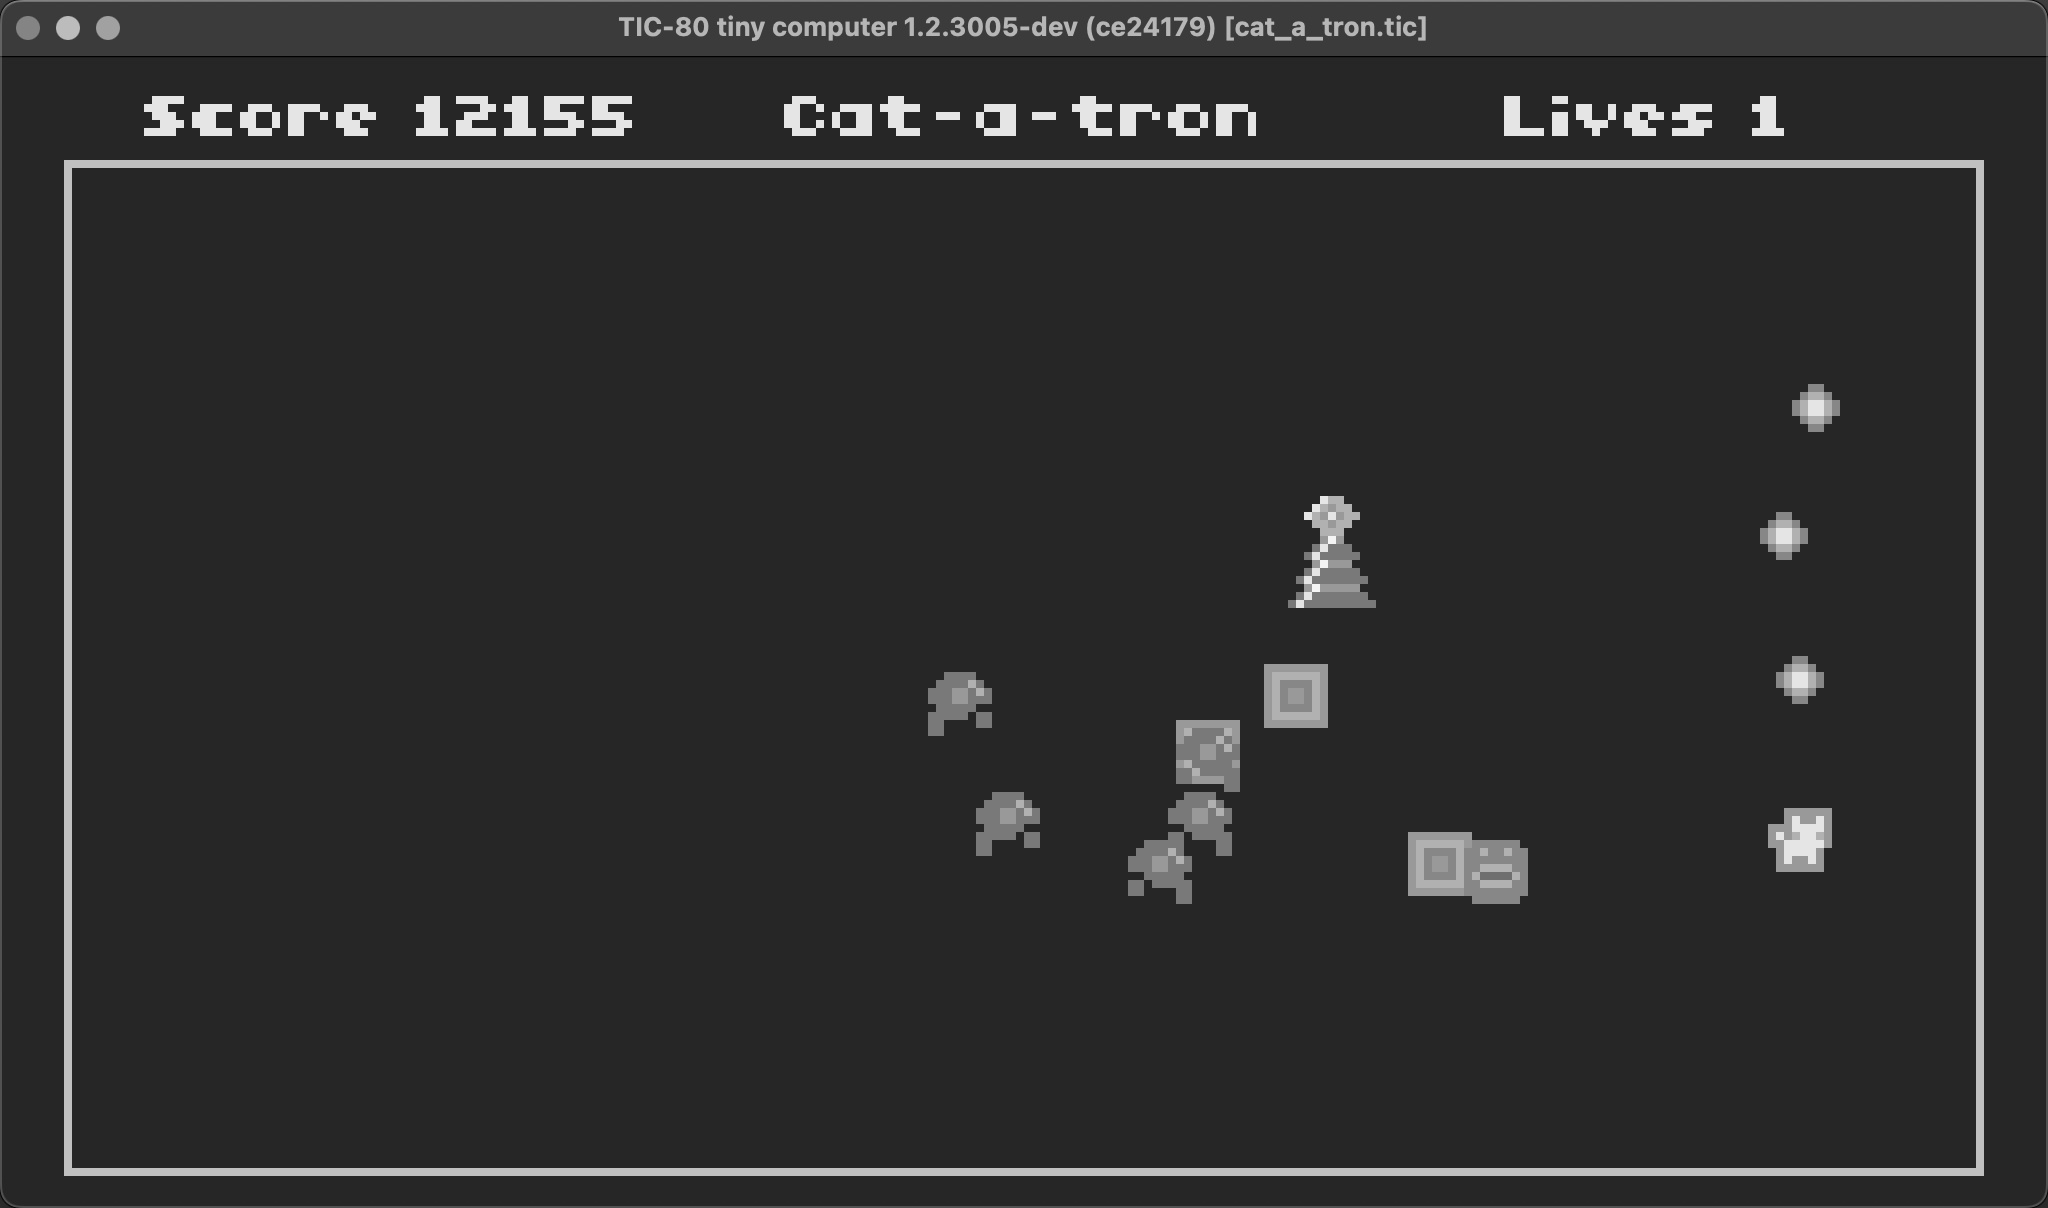 TIC-80 tiny computer 1.2.3005-dev (ce24179) [cat_a_tron.tic]
Score 12155 Cat-a-tron Lives 1